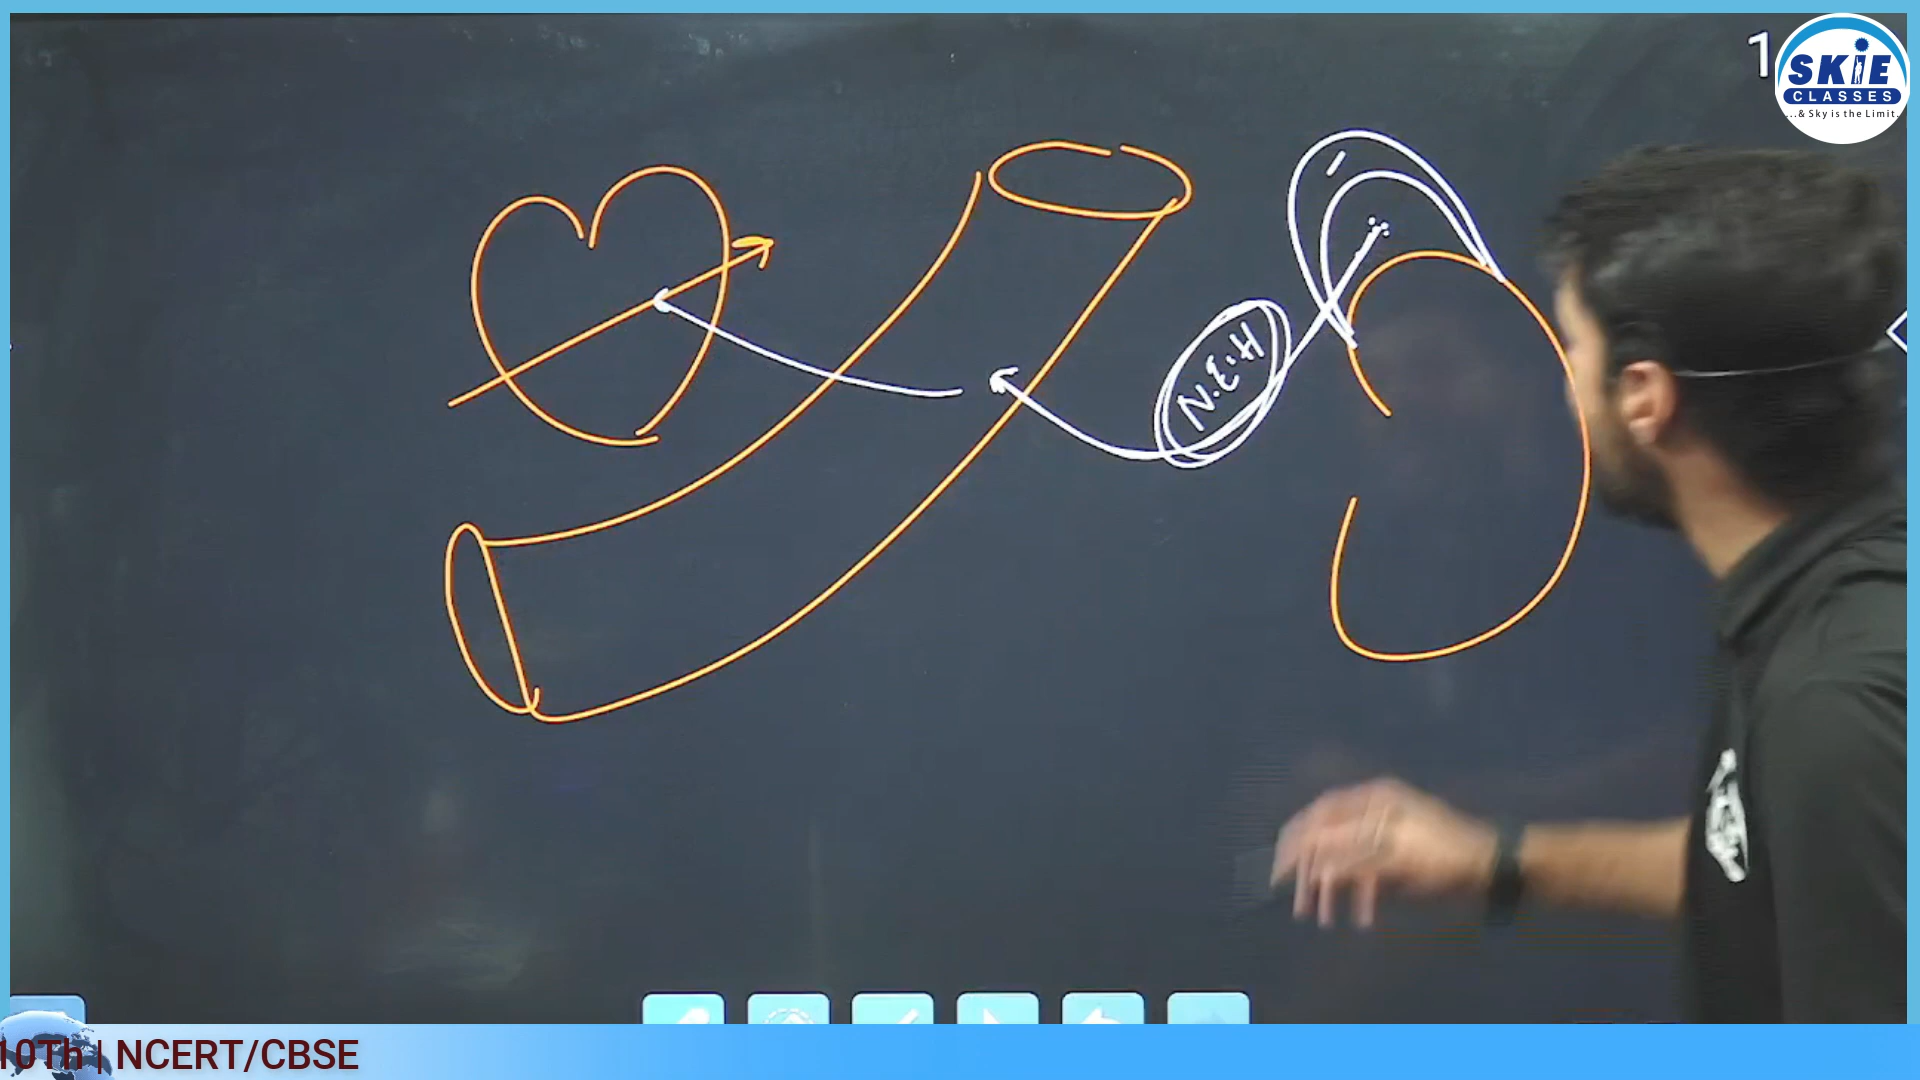 1
SKIE
CLASSES
...& Sky is the Limit.
N.E.H
10Th | NCERT/CBSE